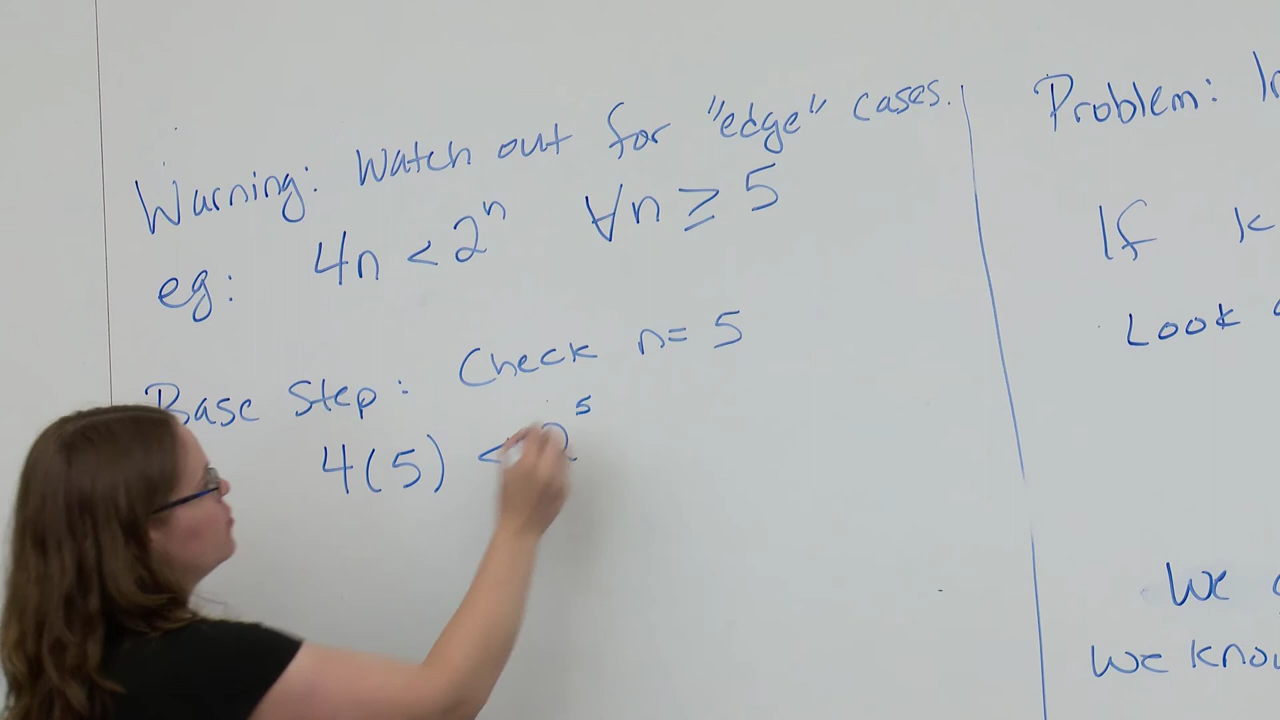 Warning: Watch out for "edge" cases.
eg: 4n < 2ⁿ ∀n ≥ 5
Base Step: Check n= 5
4(5) < 2⁵
Problem:
If k
Look
We
We know